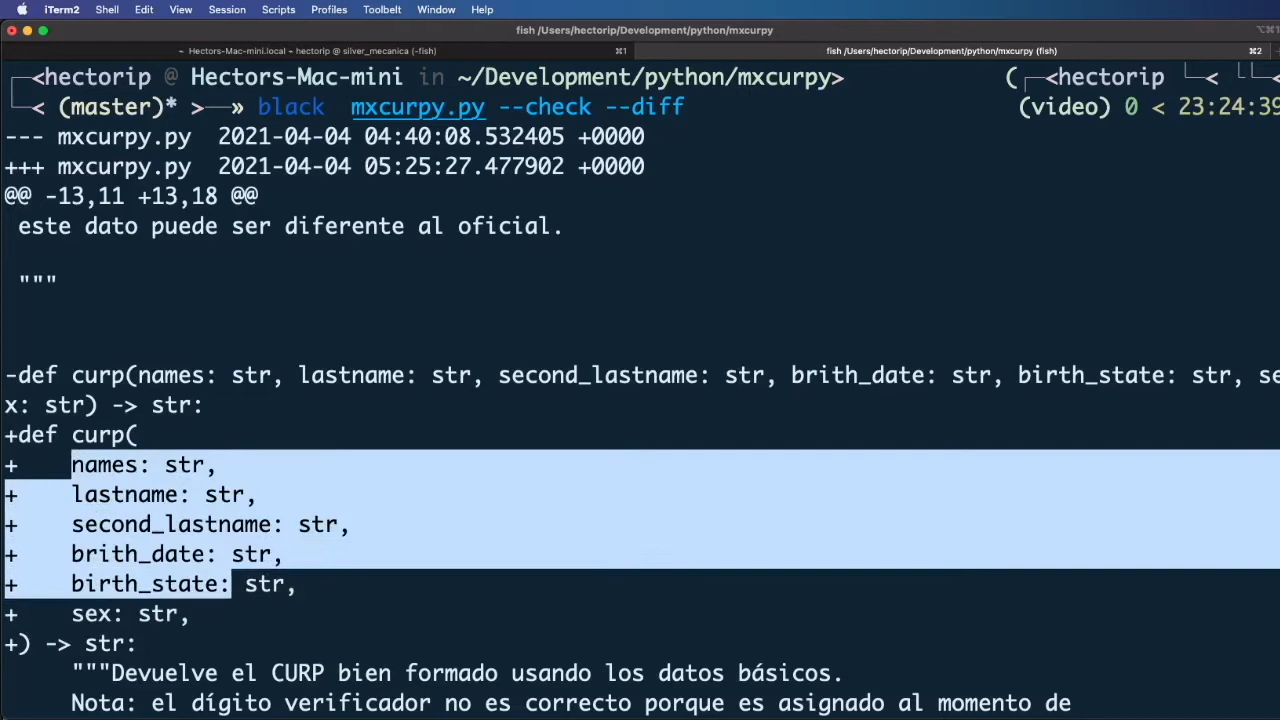 iTerm2 Shell Edit View Session Scripts Profiles Toolbelt Window Help
fish /Users/hectorip/Development/python/mxcurpy ⌥⌘1
~ Hectors-Mac-mini.local ~ hectorip @ silver_mecanica (-fish) ⌘1 fish /Users/hectorip/Development/python/mxcurpy (fish) ⌘2
┌─<hectorip @ Hectors-Mac-mini in ~/Development/python/mxcurpy> (┌─<hectorip └─< └└─<
└─< (master)* >──» black mxcurpy.py --check --diff (video) 0 < 23:24:39
--- mxcurpy.py 2021-04-04 04:40:08.532405 +0000
+++ mxcurpy.py 2021-04-04 05:25:27.477902 +0000
@@ -13,11 +13,18 @@
este dato puede ser diferente al oficial.
"""
-def curp(names: str, lastname: str, second_lastname: str, brith_date: str, birth_state: str, se
x: str) -> str:
+def curp(
+ names: str,
+ lastname: str,
+ second_lastname: str,
+ brith_date: str,
+ birth_state: str,
+ sex: str,
+) -> str:
"""Devuelve el CURP bien formado usando los datos básicos.
Nota: el dígito verificador no es correcto porque es asignado al momento de